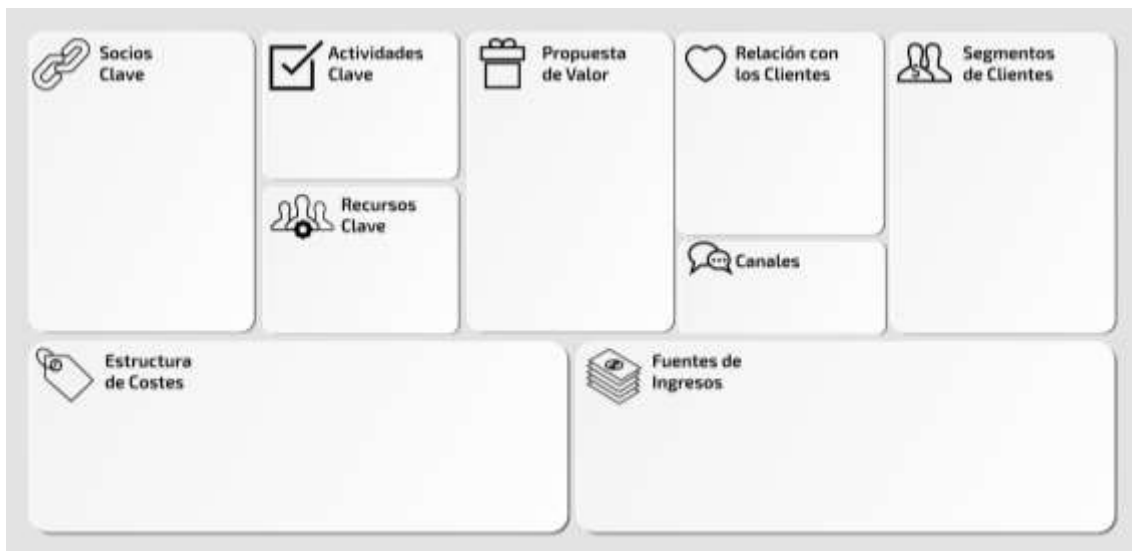 Socios
Clave
Actividades
Clave
Recursos
Clave
Propuesta
de Valor
Relación con
los Clientes
Canales
Segmentos
de Clientes
Estructura
de Costes
Fuentes de
Ingresos